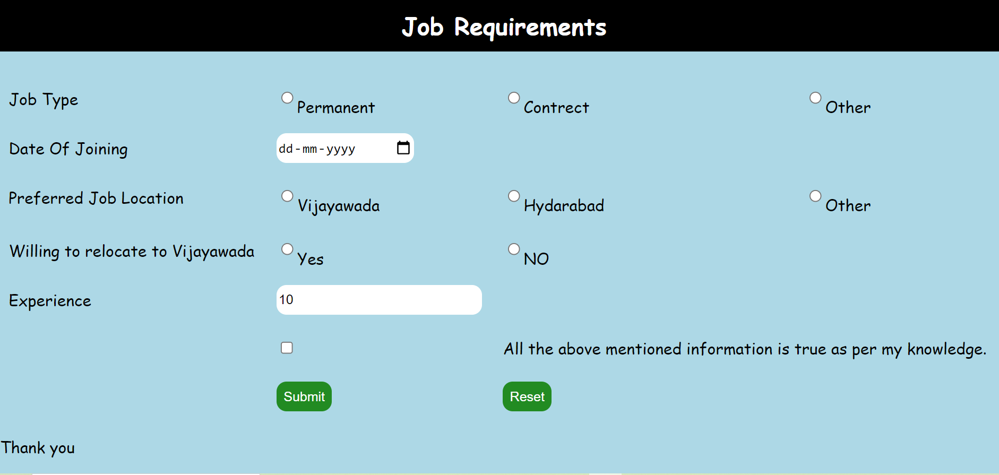 Job Requirements
Job Type Permanent Contrect Other
Date Of Joining dd-mm-yyyy
Preferred Job Location Vijayawada Hydarabad Other
Willing to relocate to Vijayawada Yes NO
Experience 10
All the above mentioned information is true as per my knowledge.
Submit Reset
Thank you